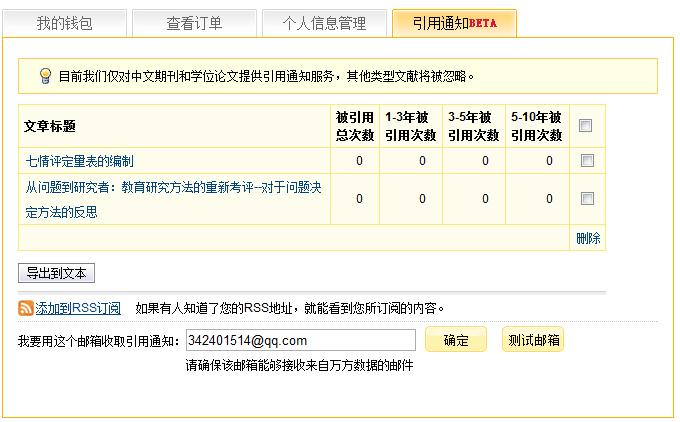 我的钱包 查看订单 个人信息管理 引用通知BETA
目前我们仅对中文期刊和学位论文提供引用通知服务，其他类型文献将被忽略。
文章标题 被引用总次数 1-3年被引用次数 3-5年被引用次数 5-10年被引用次数
七情评定量表的编制 0 0 0 0
从问题到研究者：教育研究方法的重新考评--对于问题决 0 0 0 0
定方法的反思
删除
导出到文本
添加到RSS订阅 如果有人知道了您的RSS地址，就能看到您所订阅的内容。
我要用这个邮箱收取引用通知： 342401514@qq.com 确定 测试邮箱
请确保该邮箱能够接收来自万方数据的邮件